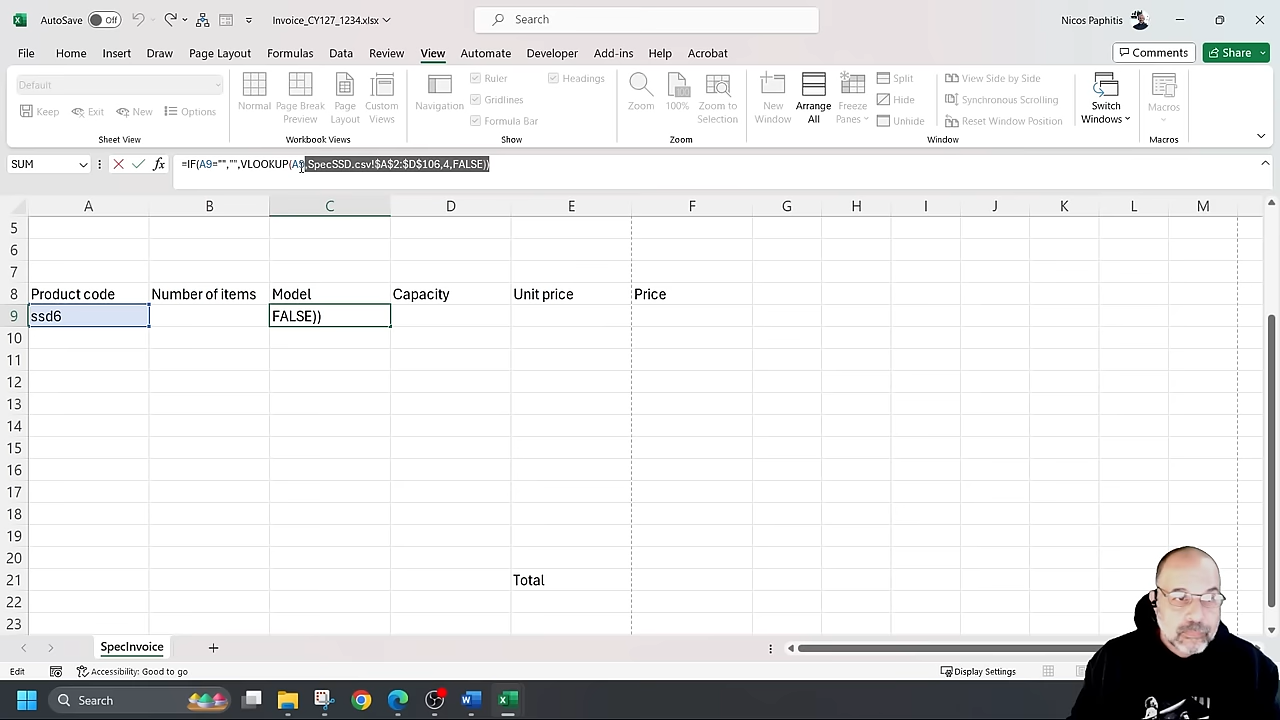 AutoSave Off Invoice_CY127_1234.xlsx Search Nicos Paphitis
File Home Insert Draw Page Layout Formulas Data Review View Automate Developer Add-ins Help Acrobat Comments Share
Default
Keep Exit New Options
Sheet View
Normal Page Break Preview Page Layout Custom Views
Workbook Views
Navigation
Ruler Headings
Gridlines
Formula Bar
Show
Zoom 100% Zoom to Selection
Zoom
New Window Arrange All Freeze Panes
Split View Side by Side
Hide Synchronous Scrolling
Unhide Reset Window Position
Switch Windows
Window
Macros
Macros
SUM fx =IF(A9="","",VLOOKUP(A9,SpecSSD.csv!$A$2:$D$106,4,FALSE))
A B C D E F G H I J K L M
5
6
7
8 Product code Number of items Model Capacity Unit price Price
9 ssd6 FALSE))
10
11
12
13
14
15
16
17
18
19
20
21 Total
22
23
SpecInvoice
Edit Accessibility: Good to go Display Settings
Search